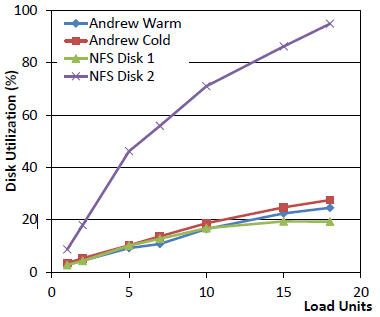 100
80
60
40
20
0
Andrew Warm
Andrew Cold
NFS Disk 1
NFS Disk 2
Disk Utilization (%)
0 5 10 15 20
Load Units